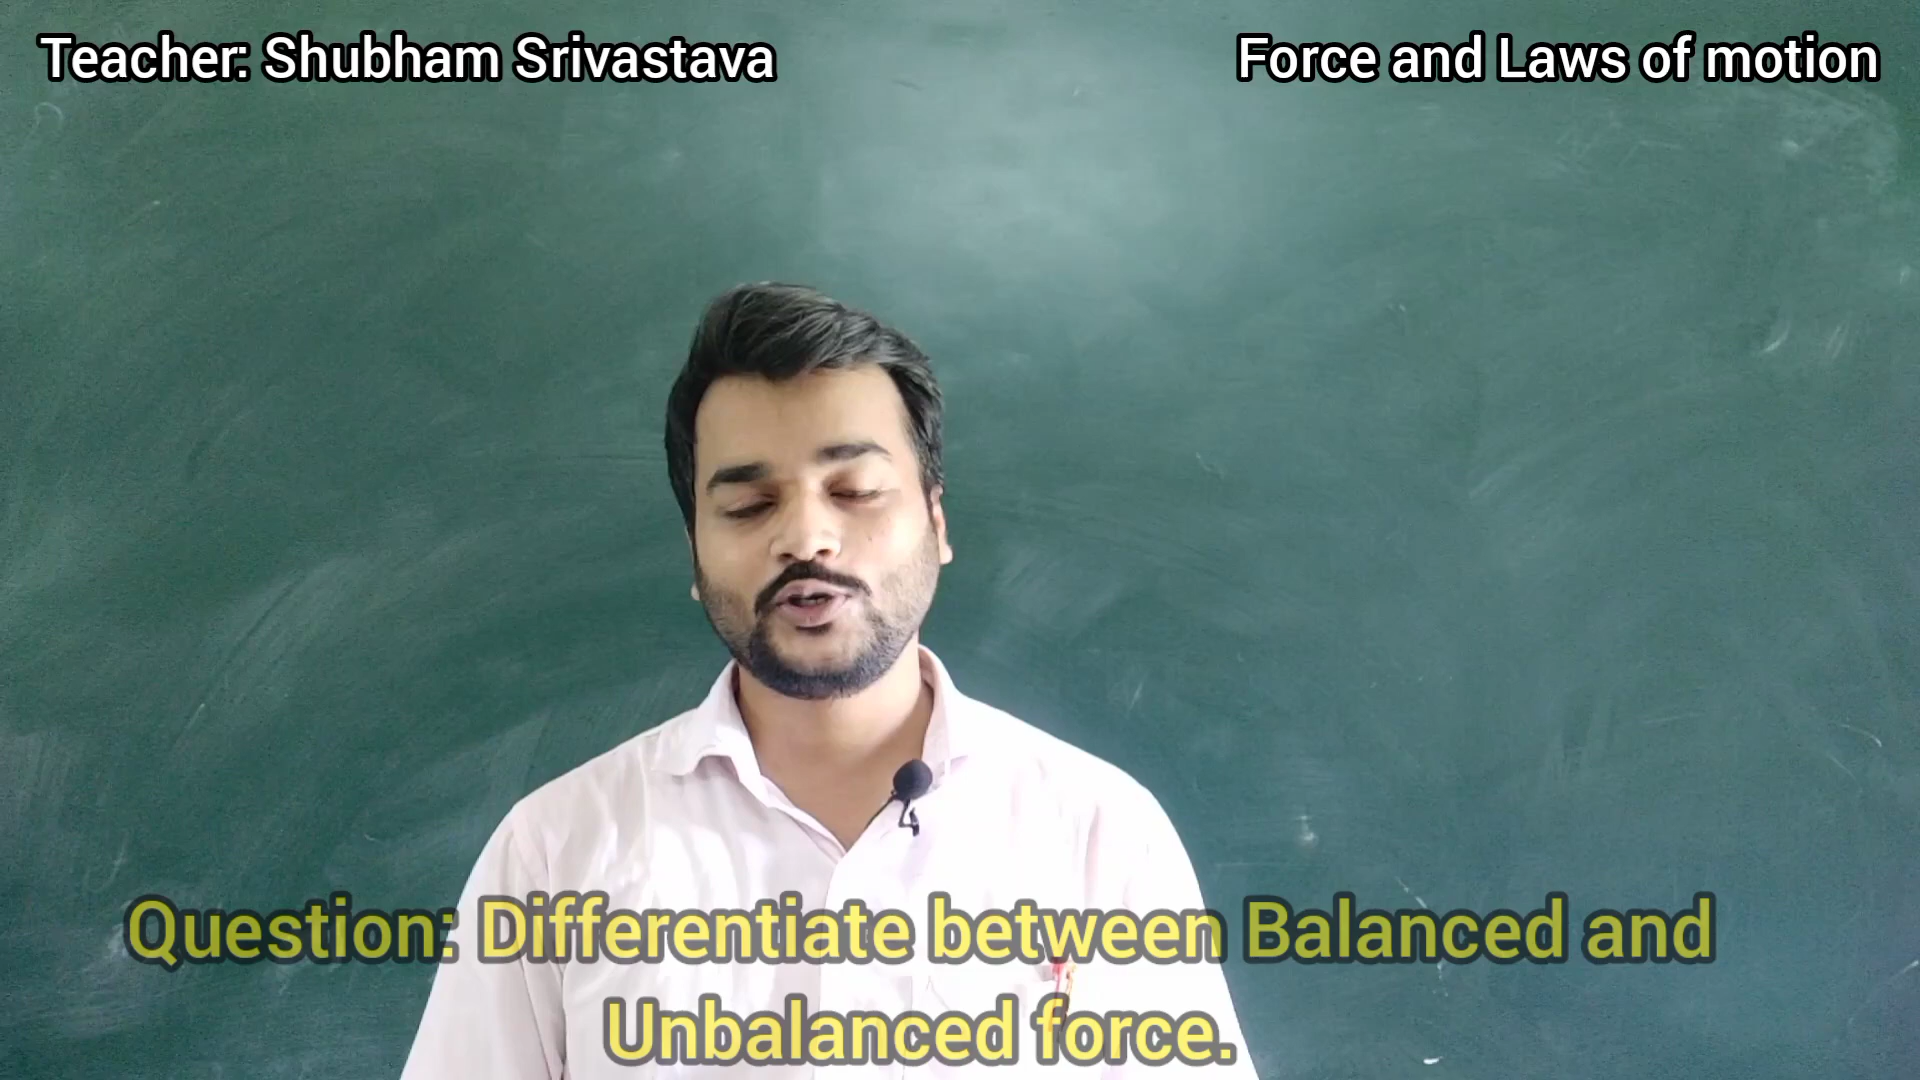 Teacher: Shubham Srivastava
Force and Laws of motion
Question: Differentiate between Balanced and
Unbalanced force.